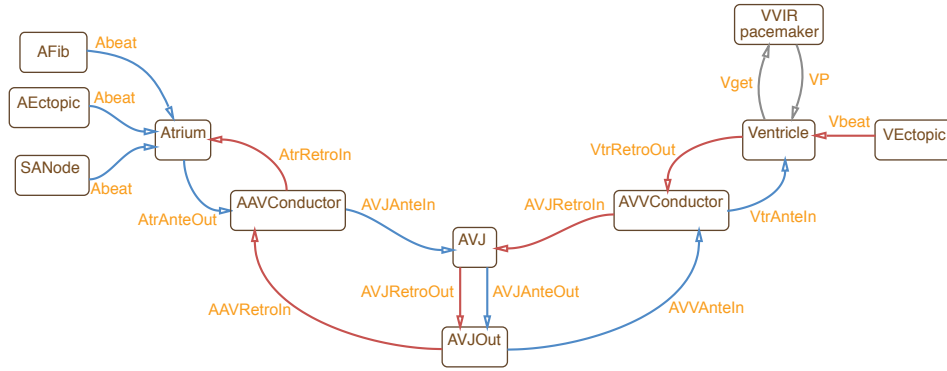 VVIR
pacemaker
AFib
Abeat
Vget
VP
AEctopic
Abeat
Atrium
Ventricle
Vbeat
VEctopic
SANode
Abeat
AtrRetroIn
VtrRetroOut
AtrAnteOut
AAVConductor
AVJAnteIn
AVJRetroIn
AVVConductor
VtrAnteIn
AVJ
AAVRetroIn
AVJRetroOut
AVJAnteOut
AVVAnteIn
AVJOut